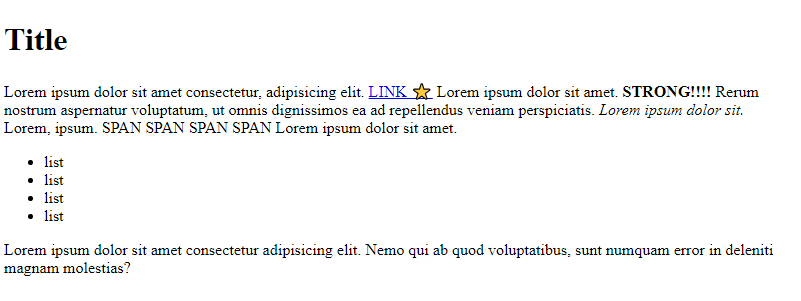 Title
Lorem ipsum dolor sit amet consectetur, adipisicing elit. LINK ⭐ Lorem ipsum dolor sit amet. STRONG!!!! Rerum
nostrum aspernatur voluptatum, ut omnis dignissimos ea ad repellendus veniam perspiciatis. Lorem ipsum dolor sit.
Lorem, ipsum. SPAN SPAN SPAN SPAN Lorem ipsum dolor sit amet.
• list
• list
• list
• list
Lorem ipsum dolor sit amet consectetur adipisicing elit. Nemo qui ab quod voluptatibus, sunt numquam error in deleniti
magnam molestias?